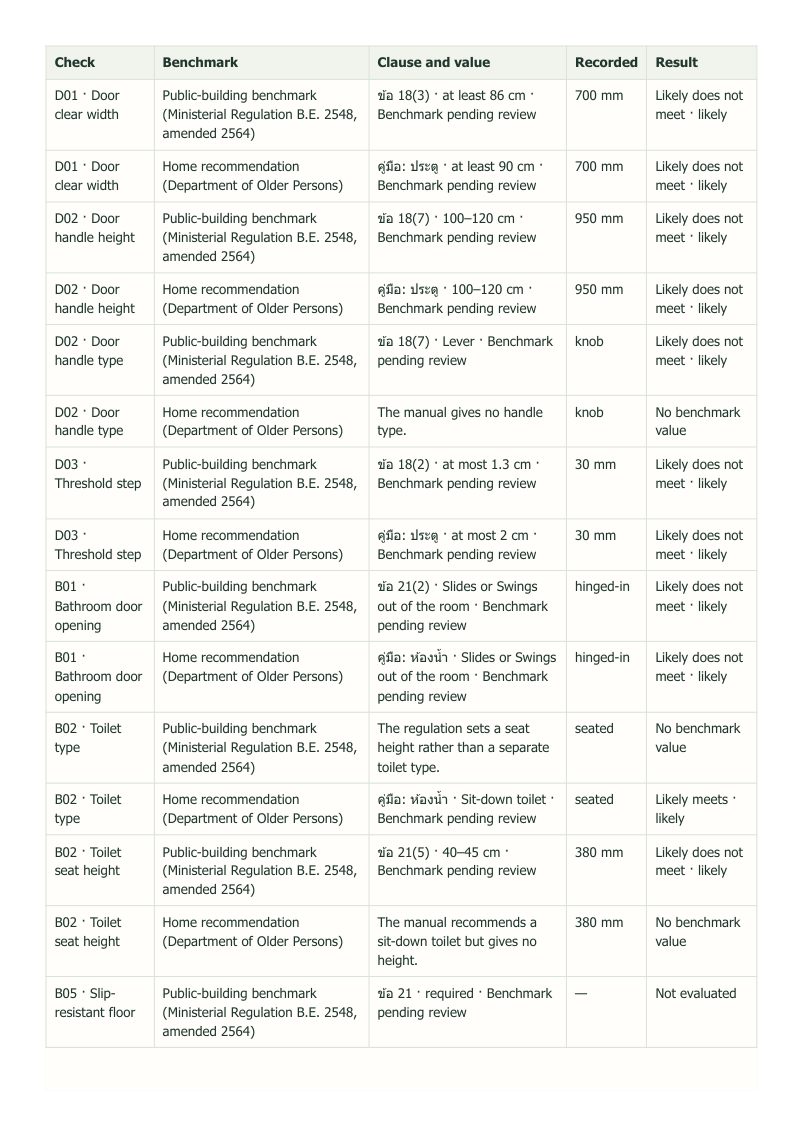 Check Benchmark Clause and value Recorded Result
D01 · Door Public-building benchmark ข้อ 18(3) · at least 86 cm · 700 mm Likely does not
clear width (Ministerial Regulation B.E. 2548, Benchmark pending review meet · likely
amended 2564)
D01 · Door Home recommendation คู่มือ: ประตู · at least 90 cm · 700 mm Likely does not
clear width (Department of Older Persons) Benchmark pending review meet · likely
D02 · Door Public-building benchmark ข้อ 18(7) · 100–120 cm · 950 mm Likely does not
handle height (Ministerial Regulation B.E. 2548, Benchmark pending review meet · likely
amended 2564)
D02 · Door Home recommendation คู่มือ: ประตู · 100–120 cm · 950 mm Likely does not
handle height (Department of Older Persons) Benchmark pending review meet · likely
D02 · Door Public-building benchmark ข้อ 18(7) · Lever · Benchmark knob Likely does not
handle type (Ministerial Regulation B.E. 2548, pending review meet · likely
amended 2564)
D02 · Door Home recommendation The manual gives no handle knob No benchmark
handle type (Department of Older Persons) type. value
D03 · Public-building benchmark ข้อ 18(2) · at most 1.3 cm · 30 mm Likely does not
Threshold step (Ministerial Regulation B.E. 2548, Benchmark pending review meet · likely
amended 2564)
D03 · Home recommendation คู่มือ: ประตู · at most 2 cm · 30 mm Likely does not
Threshold step (Department of Older Persons) Benchmark pending review meet · likely
B01 · Public-building benchmark ข้อ 21(2) · Slides or Swings hinged-in Likely does not
Bathroom door (Ministerial Regulation B.E. 2548, out of the room · Benchmark meet · likely
opening amended 2564) pending review
B01 · Home recommendation คู่มือ: ห้องน้ำ · Slides or Swings hinged-in Likely does not
Bathroom door (Department of Older Persons) out of the room · Benchmark meet · likely
opening pending review
B02 · Toilet Public-building benchmark The regulation sets a seat seated No benchmark
type (Ministerial Regulation B.E. 2548, height rather than a separate value
amended 2564) toilet type.
B02 · Toilet Home recommendation คู่มือ: ห้องน้ำ · Sit-down toilet · seated Likely meets ·
type (Department of Older Persons) Benchmark pending review likely
B02 · Toilet Public-building benchmark ข้อ 21(5) · 40–45 cm · 380 mm Likely does not
seat height (Ministerial Regulation B.E. 2548, Benchmark pending review meet · likely
amended 2564)
B02 · Toilet Home recommendation The manual recommends a 380 mm No benchmark
seat height (Department of Older Persons) sit-down toilet but gives no value
height.
B05 · Slip- Public-building benchmark ข้อ 21 · required · Benchmark — Not evaluated
resistant floor (Ministerial Regulation B.E. 2548, pending review
amended 2564)